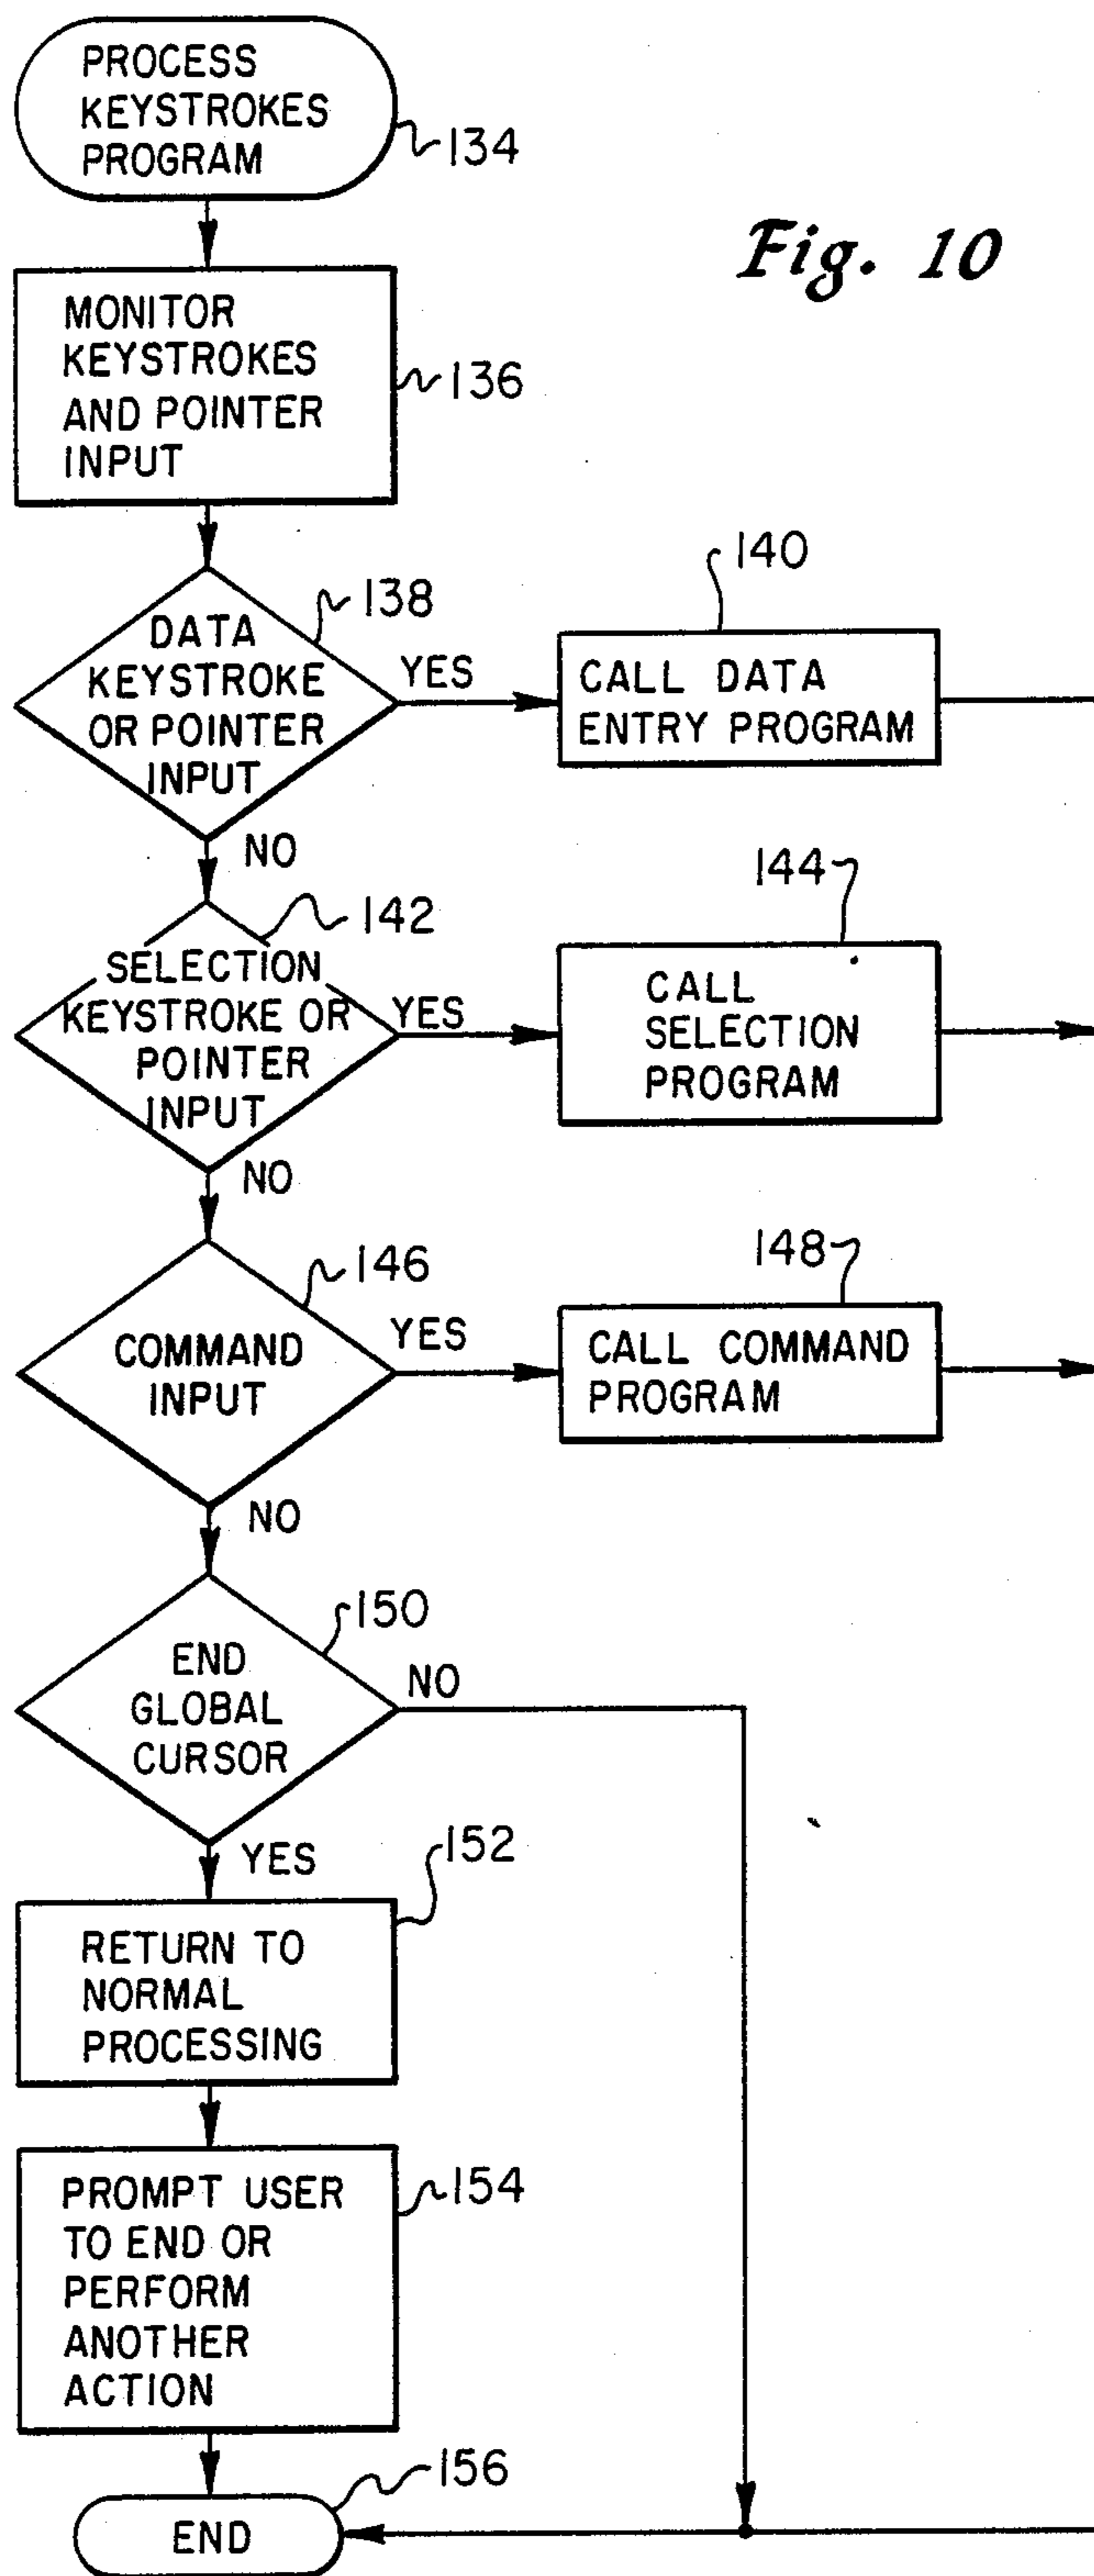 PROCESS
KEYSTROKES
PROGRAM
134
Fig. 10
MONITOR
KEYSTROKES
AND POINTER
INPUT
136
DATA
KEYSTROKE
OR POINTER
INPUT
138
YES
140
CALL DATA
ENTRY PROGRAM
NO
SELECTION
KEYSTROKE OR
POINTER
INPUT
142
YES
144
CALL
SELECTION
PROGRAM
NO
COMMAND
INPUT
146
YES
148
CALL COMMAND
PROGRAM
NO
END
GLOBAL
CURSOR
150
NO
YES
152
RETURN TO
NORMAL
PROCESSING
PROMPT USER
TO END OR
PERFORM
ANOTHER
ACTION
154
END
156